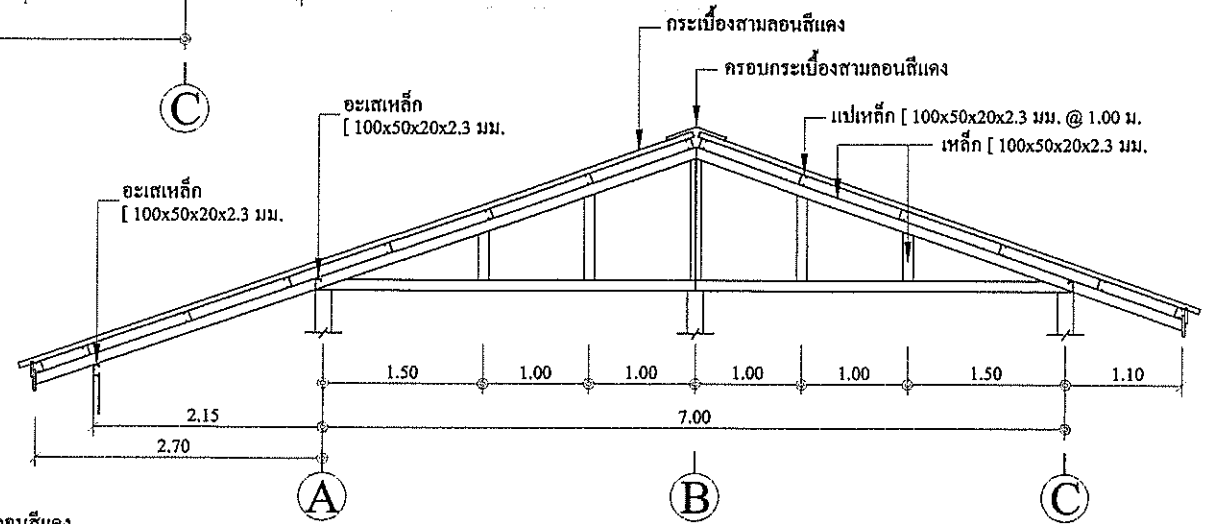 กระเบื้องสามลอนสีแดง
ครอบกระเบื้องสามลอนสีแดง
C
อะเสเหล็ก
[ 100x50x20x2.3 มม.
แปเหล็ก [ 100x50x20x2.3 มม. @ 1.00 ม.
เหล็ก [ 100x50x20x2.3 มม.
อะเสเหล็ก
[ 100x50x20x2.3 มม.
1.50 1.00 1.00 1.00 1.00 1.50 1.10
2.15 7.00
2.70
A B C